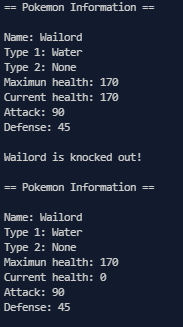 == Pokemon Information ==
Name: Wailord
Type 1: Water
Type 2: None
Maximun health: 170
Current health: 170
Attack: 90
Defense: 45
Wailord is knocked out!
== Pokemon Information ==
Name: Wailord
Type 1: Water
Type 2: None
Maximun health: 170
Current health: 0
Attack: 90
Defense: 45